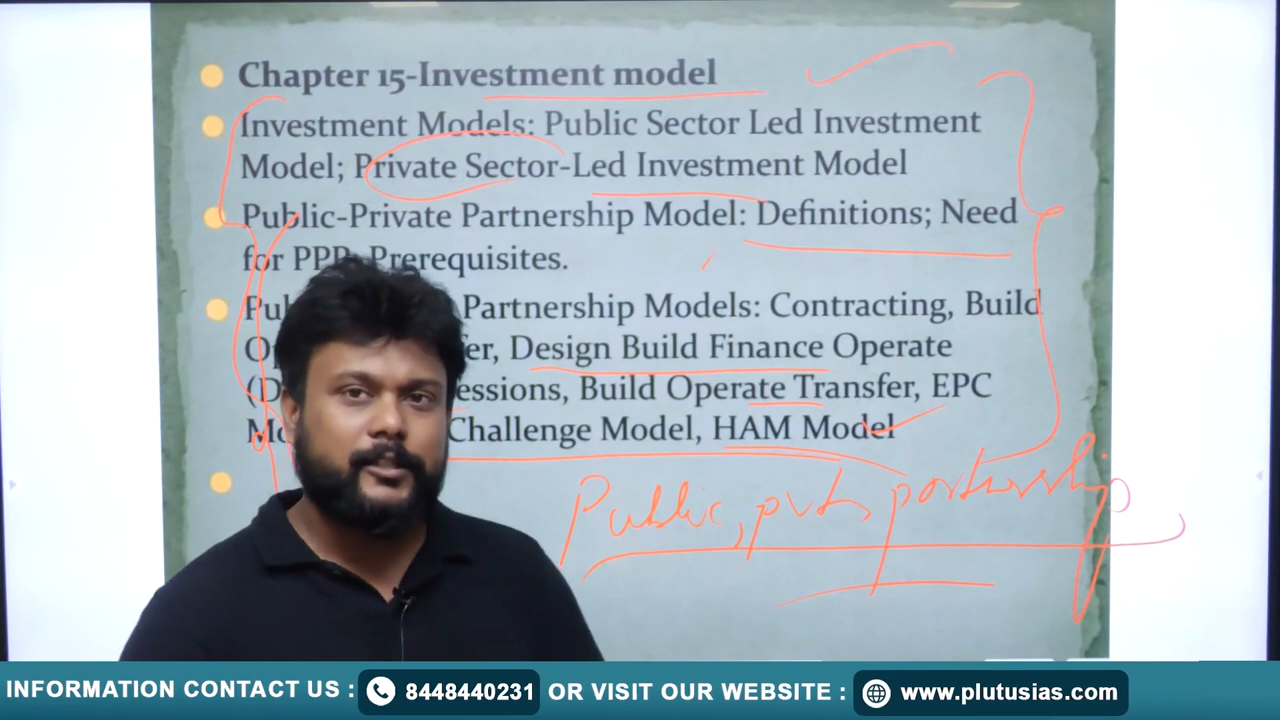 Chapter 15-Investment model
Investment Models: Public Sector Led Investment
Model; Private Sector-Led Investment Model
Public-Private Partnership Model: Definitions; Need
for PPP; Prerequisites.
Partnership Models: Contracting, Build
Design Build Finance Operate
Build Operate Transfer, EPC
Challenge Model, HAM Model
Public, pvt, partnership
INFORMATION CONTACT US : 8448440231 OR VISIT OUR WEBSITE : www.plutusias.com